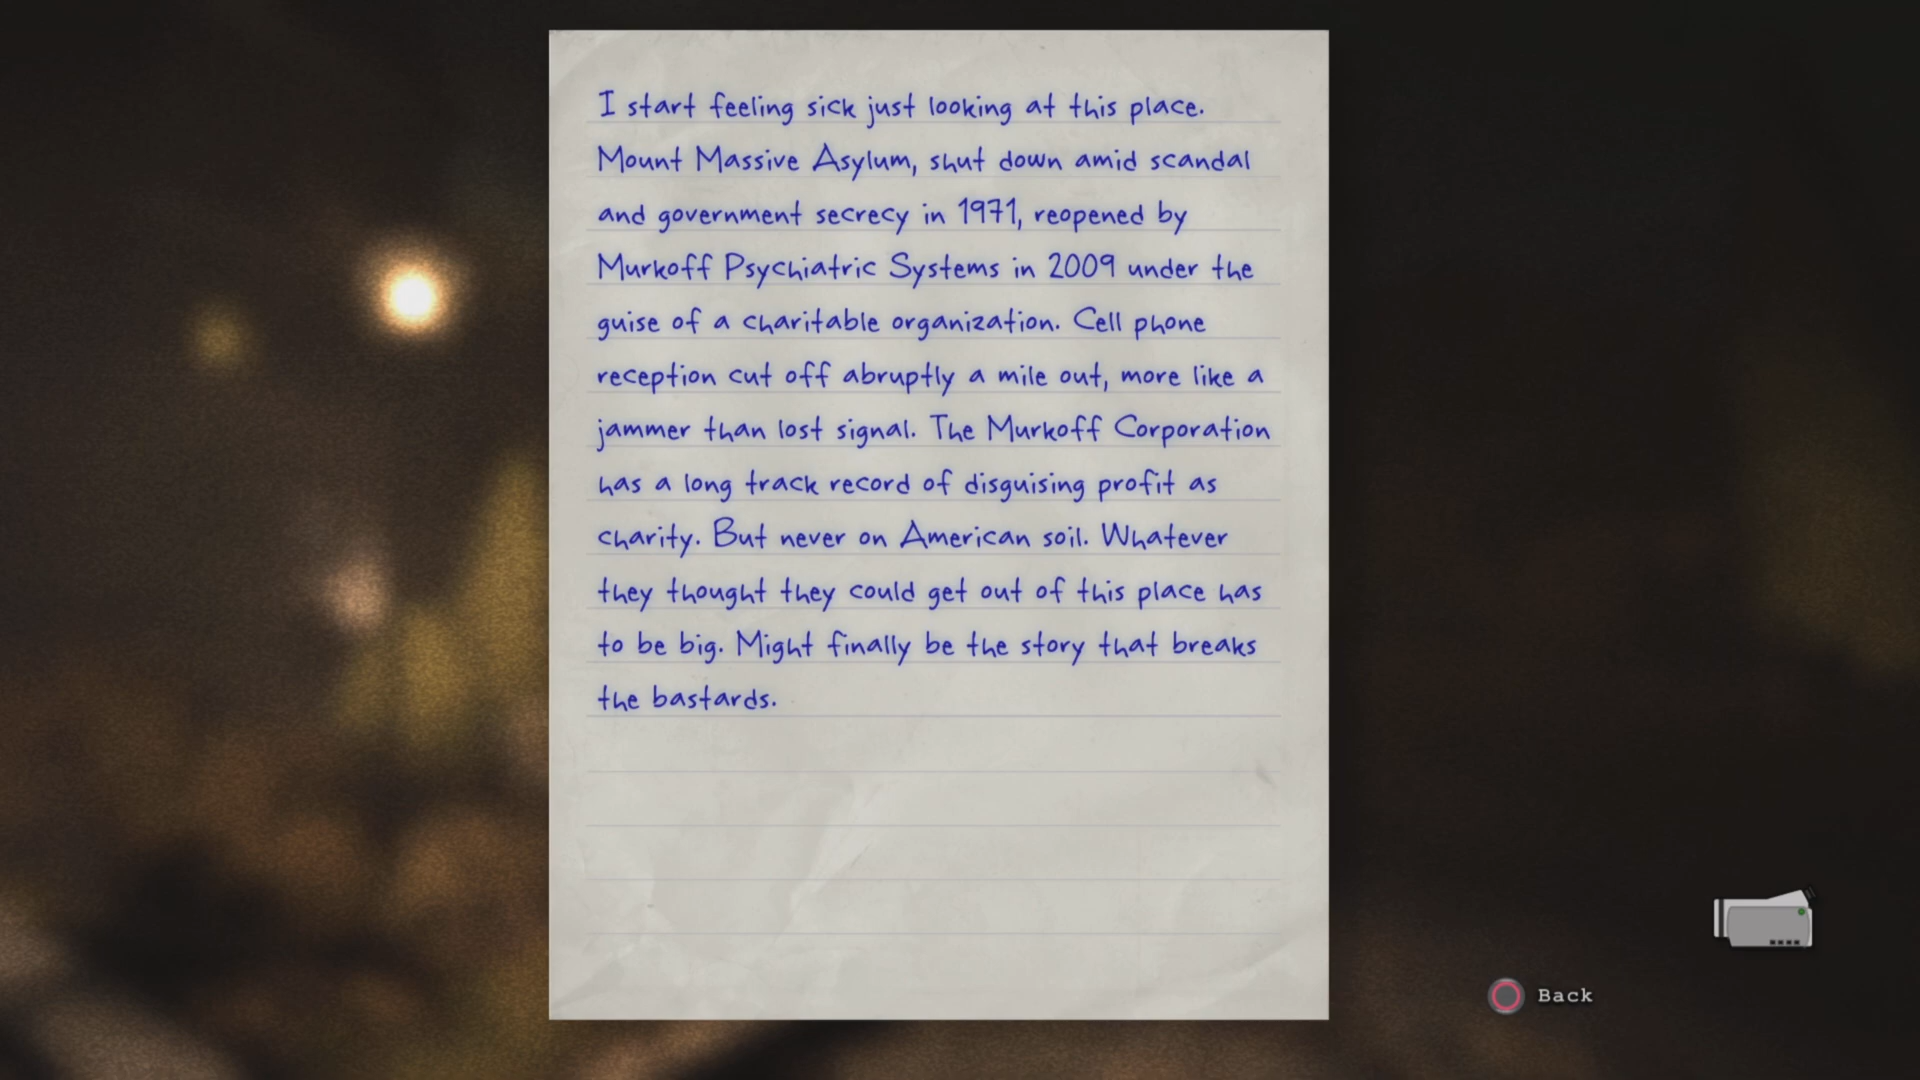 I start feeling sick just looking at this place.
Mount Massive Asylum, shut down amid scandal
and government secrecy in 1971, reopened by
Murkoff Psychiatric Systems in 2009 under the
guise of a charitable organization. Cell phone
reception cut off abruptly a mile out, more like a
jammer than lost signal. The Murkoff Corporation
has a long track record of disguising profit as
charity. But never on American soil. Whatever
they thought they could get out of this place has
to be big. Might finally be the story that breaks
the bastards.
Back